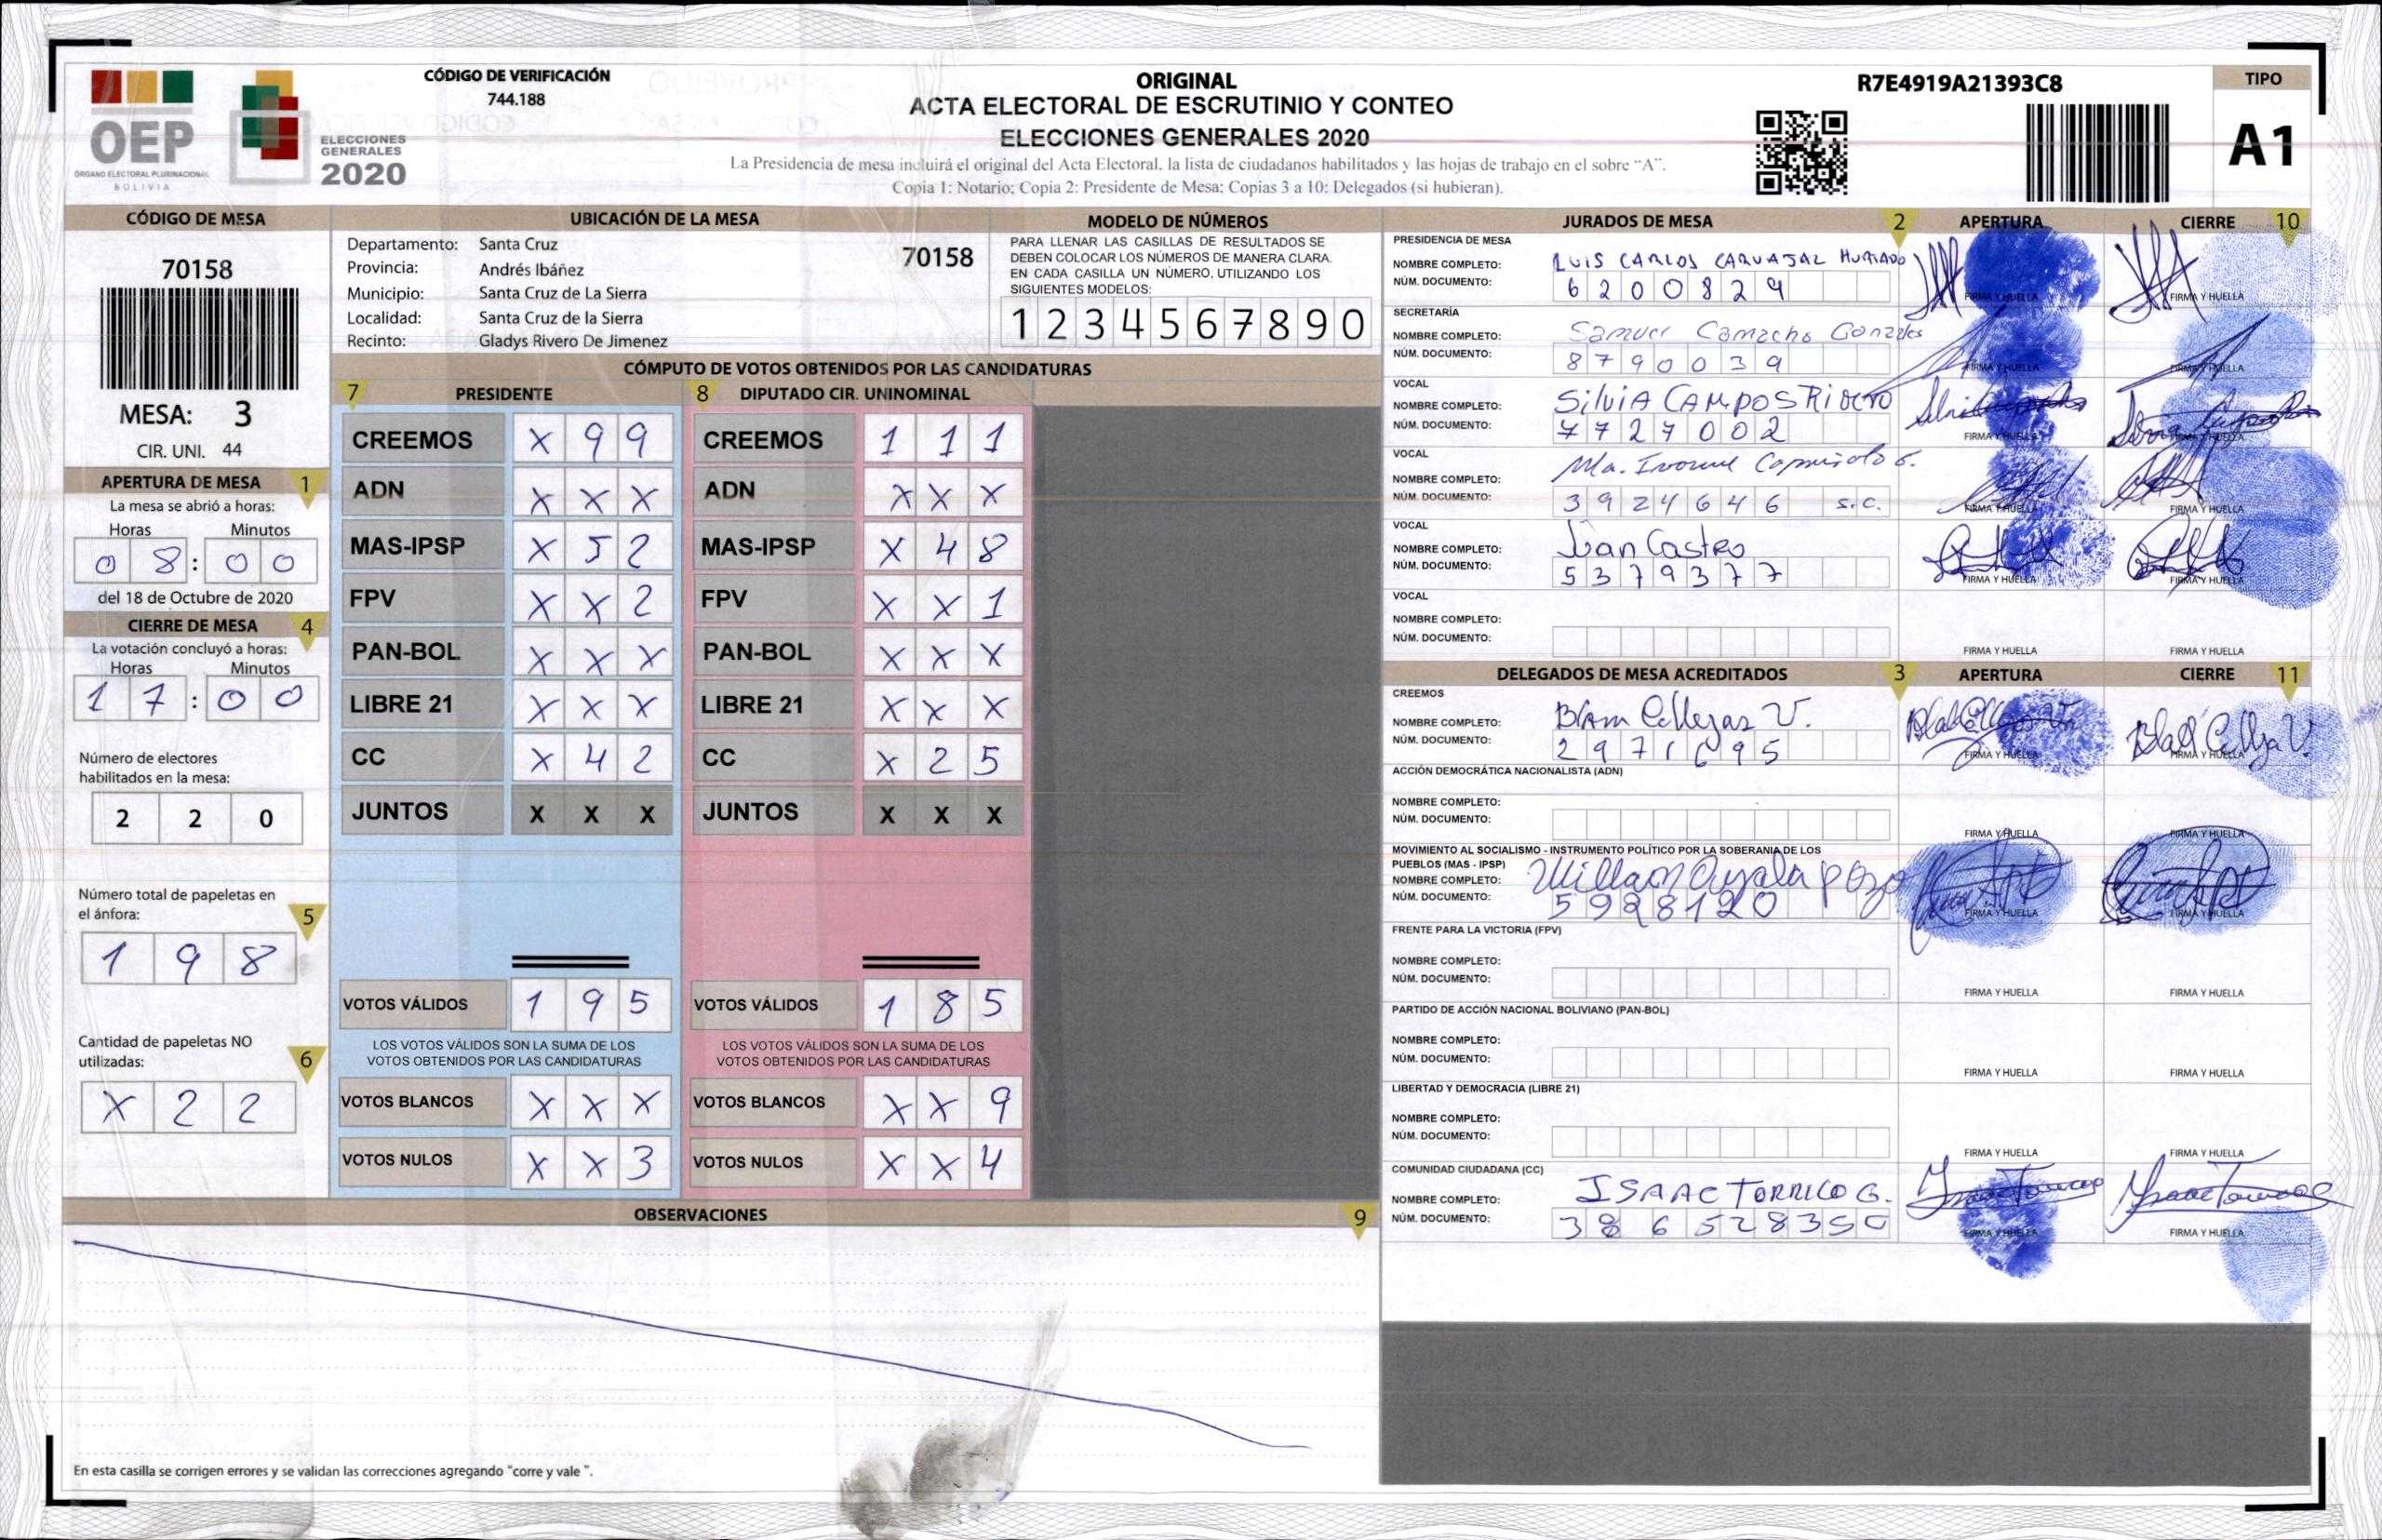 OEP
ÓRGANO ELECTORAL PLURINACIONAL
BOLIVIA
ELECCIONES
GENERALES
2020
CÓDIGO DE VERIFICACIÓN
744.188
ORIGINAL
ACTA ELECTORAL DE ESCRUTINIO Y CONTEO
ELECCIONES GENERALES 2020
La Presidencia de mesa incluirá el original del Acta Electoral, la lista de ciudadanos habilitados y las hojas de trabajo en el sobre "A".
Copia 1: Notario; Copia 2: Presidente de Mesa; Copias 3 a 10: Delegados (si hubieran).
R7E4919A21393C8
TIPO
A1
CÓDIGO DE MESA
70158
MESA: 3
CIR. UNI. 44
APERTURA DE MESA 1
La mesa se abrió a horas:
Horas Minutos
0 8 : 0 0
del 18 de Octubre de 2020
CIERRE DE MESA 4
La votación concluyó a horas:
Horas Minutos
1 7 : 0 0
Número de electores
habilitados en la mesa:
2 2 0
Número total de papeletas en
el ánfora: 5
1 9 8
Cantidad de papeletas NO
utilizadas: 6
X 2 2
UBICACIÓN DE LA MESA
Departamento: Santa Cruz
70158
Provincia: Andrés Ibáñez
Municipio: Santa Cruz de La Sierra
Localidad: Santa Cruz de la Sierra
Recinto: Gladys Rivero De Jimenez
MODELO DE NÚMEROS
PARA LLENAR LAS CASILLAS DE RESULTADOS SE
DEBEN COLOCAR LOS NÚMEROS DE MANERA CLARA.
EN CADA CASILLA UN NÚMERO, UTILIZANDO LOS
SIGUIENTES MODELOS:
1 2 3 4 5 6 7 8 9 0
CÓMPUTO DE VOTOS OBTENIDOS POR LAS CANDIDATURAS
7 PRESIDENTE
CREEMOS X 9 9
ADN X X X
MAS-IPSP X 5 2
FPV X X 2
PAN-BOL X X X
LIBRE 21 X X X
CC X 4 2
JUNTOS X X X
VOTOS VÁLIDOS 1 9 5
LOS VOTOS VÁLIDOS SON LA SUMA DE LOS
VOTOS OBTENIDOS POR LAS CANDIDATURAS
VOTOS BLANCOS X X X
VOTOS NULOS X X 3
8 DIPUTADO CIR. UNINOMINAL
CREEMOS 1 1 1
ADN X X X
MAS-IPSP X 4 8
FPV X X 1
PAN-BOL X X X
LIBRE 21 X X X
CC X 2 5
JUNTOS X X X
VOTOS VÁLIDOS 1 8 5
LOS VOTOS VÁLIDOS SON LA SUMA DE LOS
VOTOS OBTENIDOS POR LAS CANDIDATURAS
VOTOS BLANCOS X X 9
VOTOS NULOS X X 4
OBSERVACIONES 9
En esta casilla se corrigen errores y se validan las correcciones agregando "corre y vale ".
JURADOS DE MESA 2 APERTURA CIERRE 10
PRESIDENCIA DE MESA
NOMBRE COMPLETO: LUIS CARLOS CARVAJAL HURTADO
NÚM. DOCUMENTO: 6 2 0 0 8 2 9
FIRMA Y HUELLA FIRMA Y HUELLA
SECRETARÍA
NOMBRE COMPLETO: Samuel Camacho Gonzales
NÚM. DOCUMENTO: 8 7 9 0 0 3 9
FIRMA Y HUELLA FIRMA Y HUELLA
VOCAL
NOMBRE COMPLETO: SilviA CAMPOS
NÚM. DOCUMENTO: 7 7 2 7 0 0 2
FIRMA Y HUELLA
VOCAL
NOMBRE COMPLETO: Ma.
NÚM. DOCUMENTO: 3 9 2 4 6 4 6 S.C.
FIRMA Y HUELLA FIRMA Y HUELLA
VOCAL
NOMBRE COMPLETO: Juan Castro
NÚM. DOCUMENTO: 5 3 7 9 3 7 7
FIRMA Y HUELLA FIRMA Y HUELLA
VOCAL
NOMBRE COMPLETO:
NÚM. DOCUMENTO:
FIRMA Y HUELLA FIRMA Y HUELLA
DELEGADOS DE MESA ACREDITADOS 3 APERTURA CIERRE 11
CREEMOS
NOMBRE COMPLETO: Callejas V.
NÚM. DOCUMENTO: 2 9 7 1 6 9 5
FIRMA Y HUELLA FIRMA Y HUELLA
ACCIÓN DEMOCRÁTICA NACIONALISTA (ADN)
NOMBRE COMPLETO:
NÚM. DOCUMENTO:
FIRMA Y HUELLA FIRMA Y HUELLA
MOVIMIENTO AL SOCIALISMO - INSTRUMENTO POLÍTICO POR LA SOBERANIA DE LOS
PUEBLOS (MAS - IPSP)
NOMBRE COMPLETO: Willam Ayala Pozo
NÚM. DOCUMENTO: 5 9 2 8 1 2 0
FIRMA Y HUELLA FIRMA Y HUELLA
FRENTE PARA LA VICTORIA (FPV)
NOMBRE COMPLETO:
NÚM. DOCUMENTO:
FIRMA Y HUELLA FIRMA Y HUELLA
PARTIDO DE ACCIÓN NACIONAL BOLIVIANO (PAN-BOL)
NOMBRE COMPLETO:
NÚM. DOCUMENTO:
FIRMA Y HUELLA FIRMA Y HUELLA
LIBERTAD Y DEMOCRACIA (LIBRE 21)
NOMBRE COMPLETO:
NÚM. DOCUMENTO:
FIRMA Y HUELLA FIRMA Y HUELLA
COMUNIDAD CIUDADANA (CC)
NOMBRE COMPLETO: ISAAC TORRICO G.
NÚM. DOCUMENTO: 3 8 6 5 2 8 3 5 0
FIRMA Y HUELLA FIRMA Y HUELLA